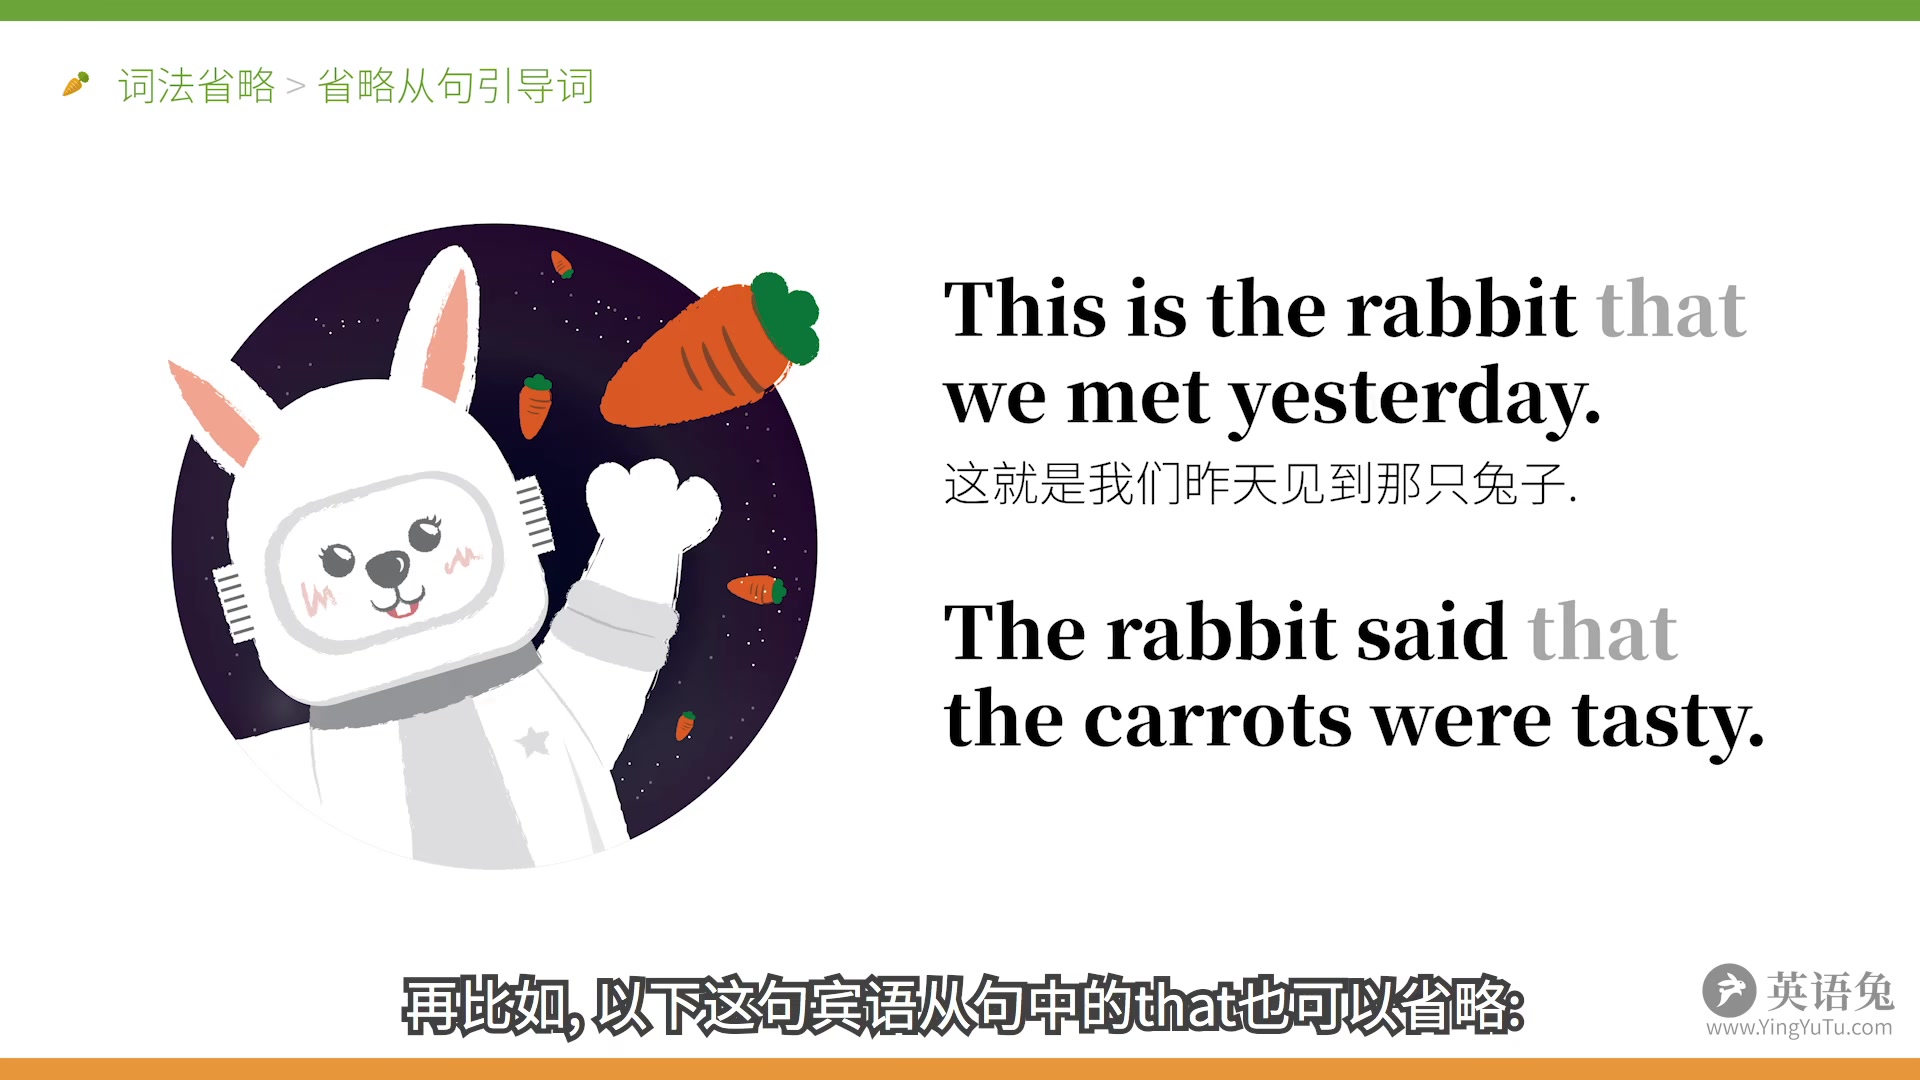 词法省略 > 省略从句引导词
This is the rabbit that
we met yesterday.
这就是我们昨天见到那只兔子.
The rabbit said that
the carrots were tasty.
再比如, 以下这句宾语从句中的that也可以省略:
英语兔
www.YingYuTu.com